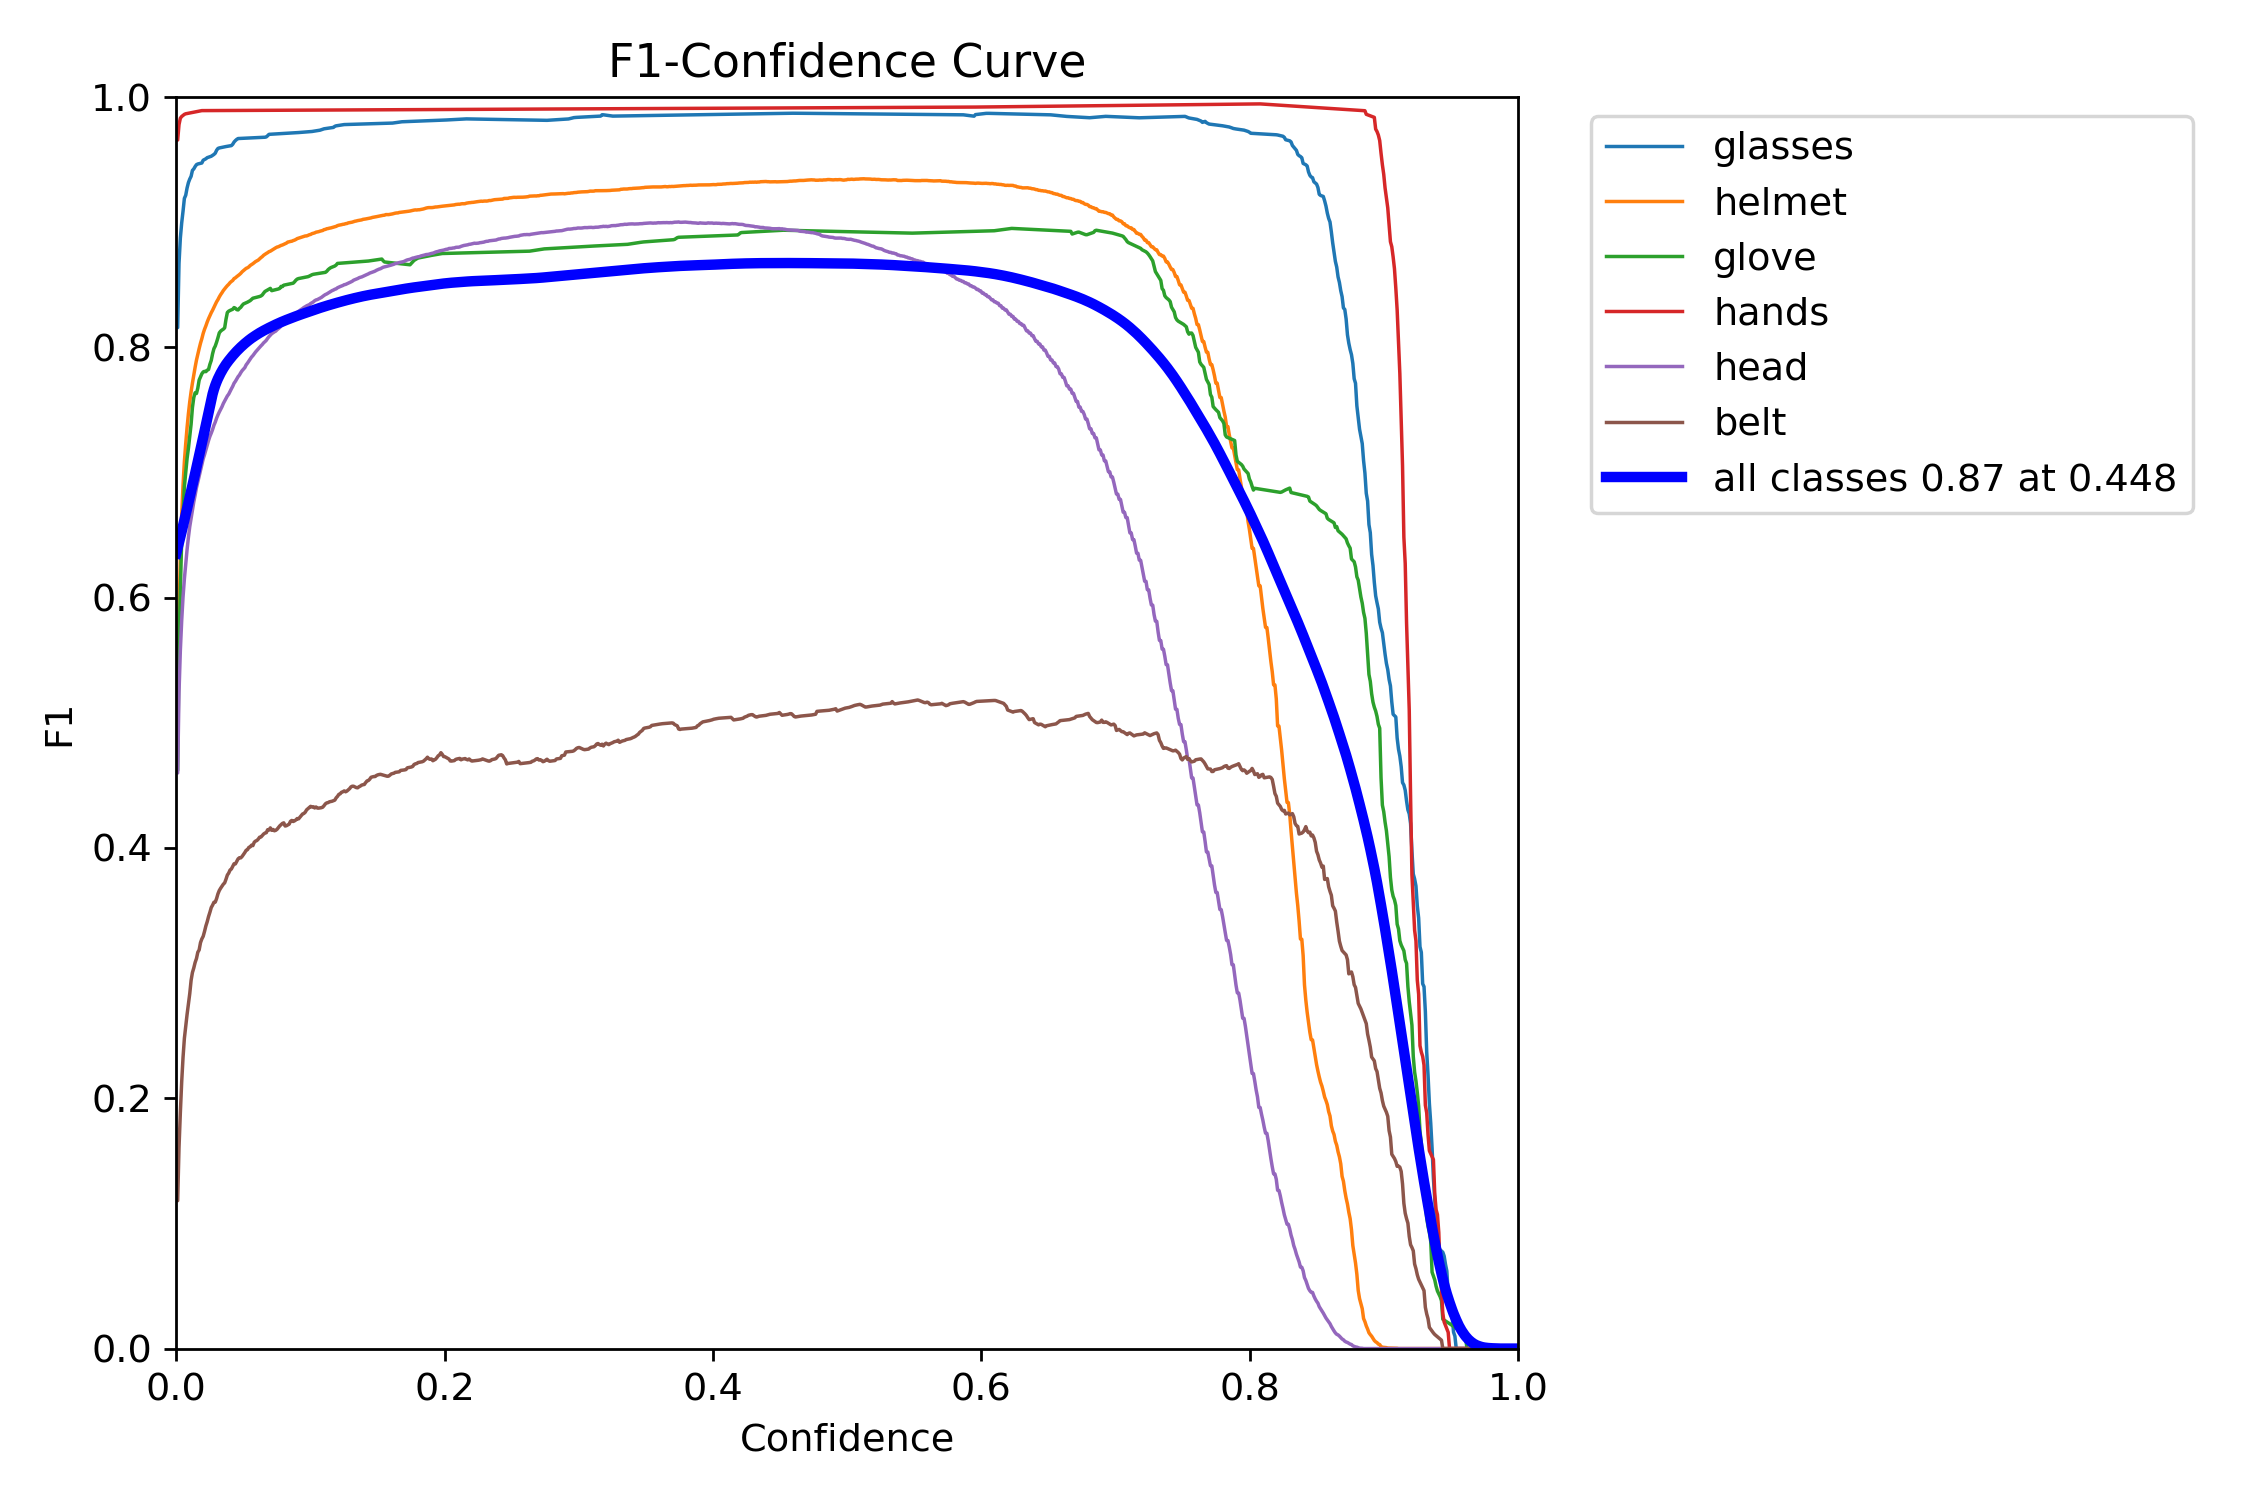 F1-Confidence Curve
1.0
0.8
0.6
0.4
0.2
0.0
F1
0.0 0.2 0.4 0.6 0.8 1.0
Confidence
glasses
helmet
glove
hands
head
belt
all classes 0.87 at 0.448